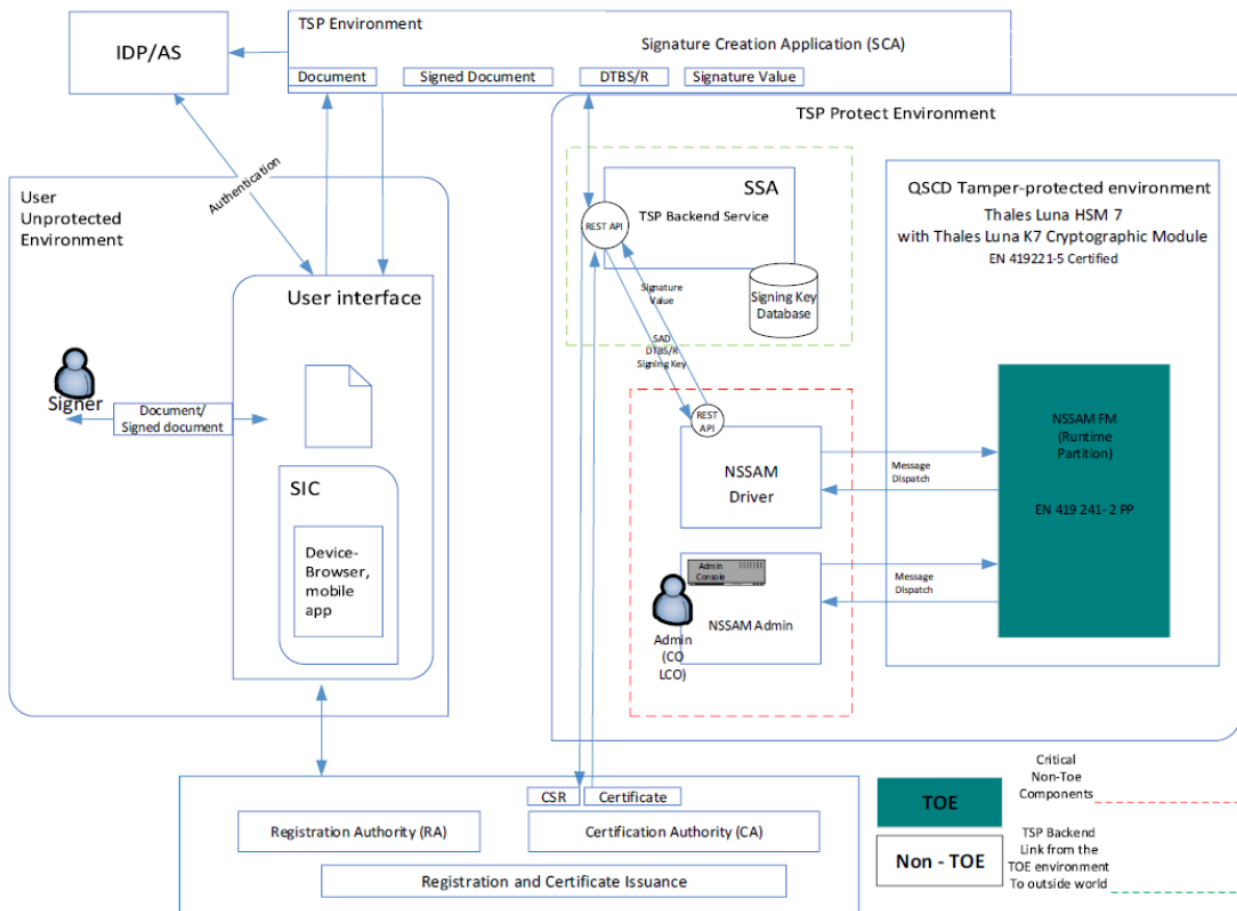 IDP/AS
TSP Environment
Signature Creation Application (SCA)
Document
Signed Document
DTBS/R
Signature Value
TSP Protect Environment
Authentication
User
Unprotected
Environment
User interface
Signer
Document/
Signed document
SIC
Device-
Browser,
mobile
app
SSA
TSP Backend Service
REST API
Signing Key
Database
Signature
Value
SAD
DTBS/R
Signing Key
REST
API
NSSAM
Driver
Message
Dispatch
Admin
Console
NSSAM Admin
Admin
(CO
LCO)
Message
Dispatch
QSCD Tamper-protected environment
Thales Luna HSM 7
with Thales Luna K7 Cryptographic Module
EN 419221-5 Certified
NSSAM FM
(Runtime
Partition)
EN 419 241- 2 PP
CSR
Certificate
Registration Authority (RA)
Certification Authority (CA)
Registration and Certificate Issuance
TOE
Non - TOE
Critical
Non-Toe
Components
TSP Backend
Link from the
TOE environment
To outside world